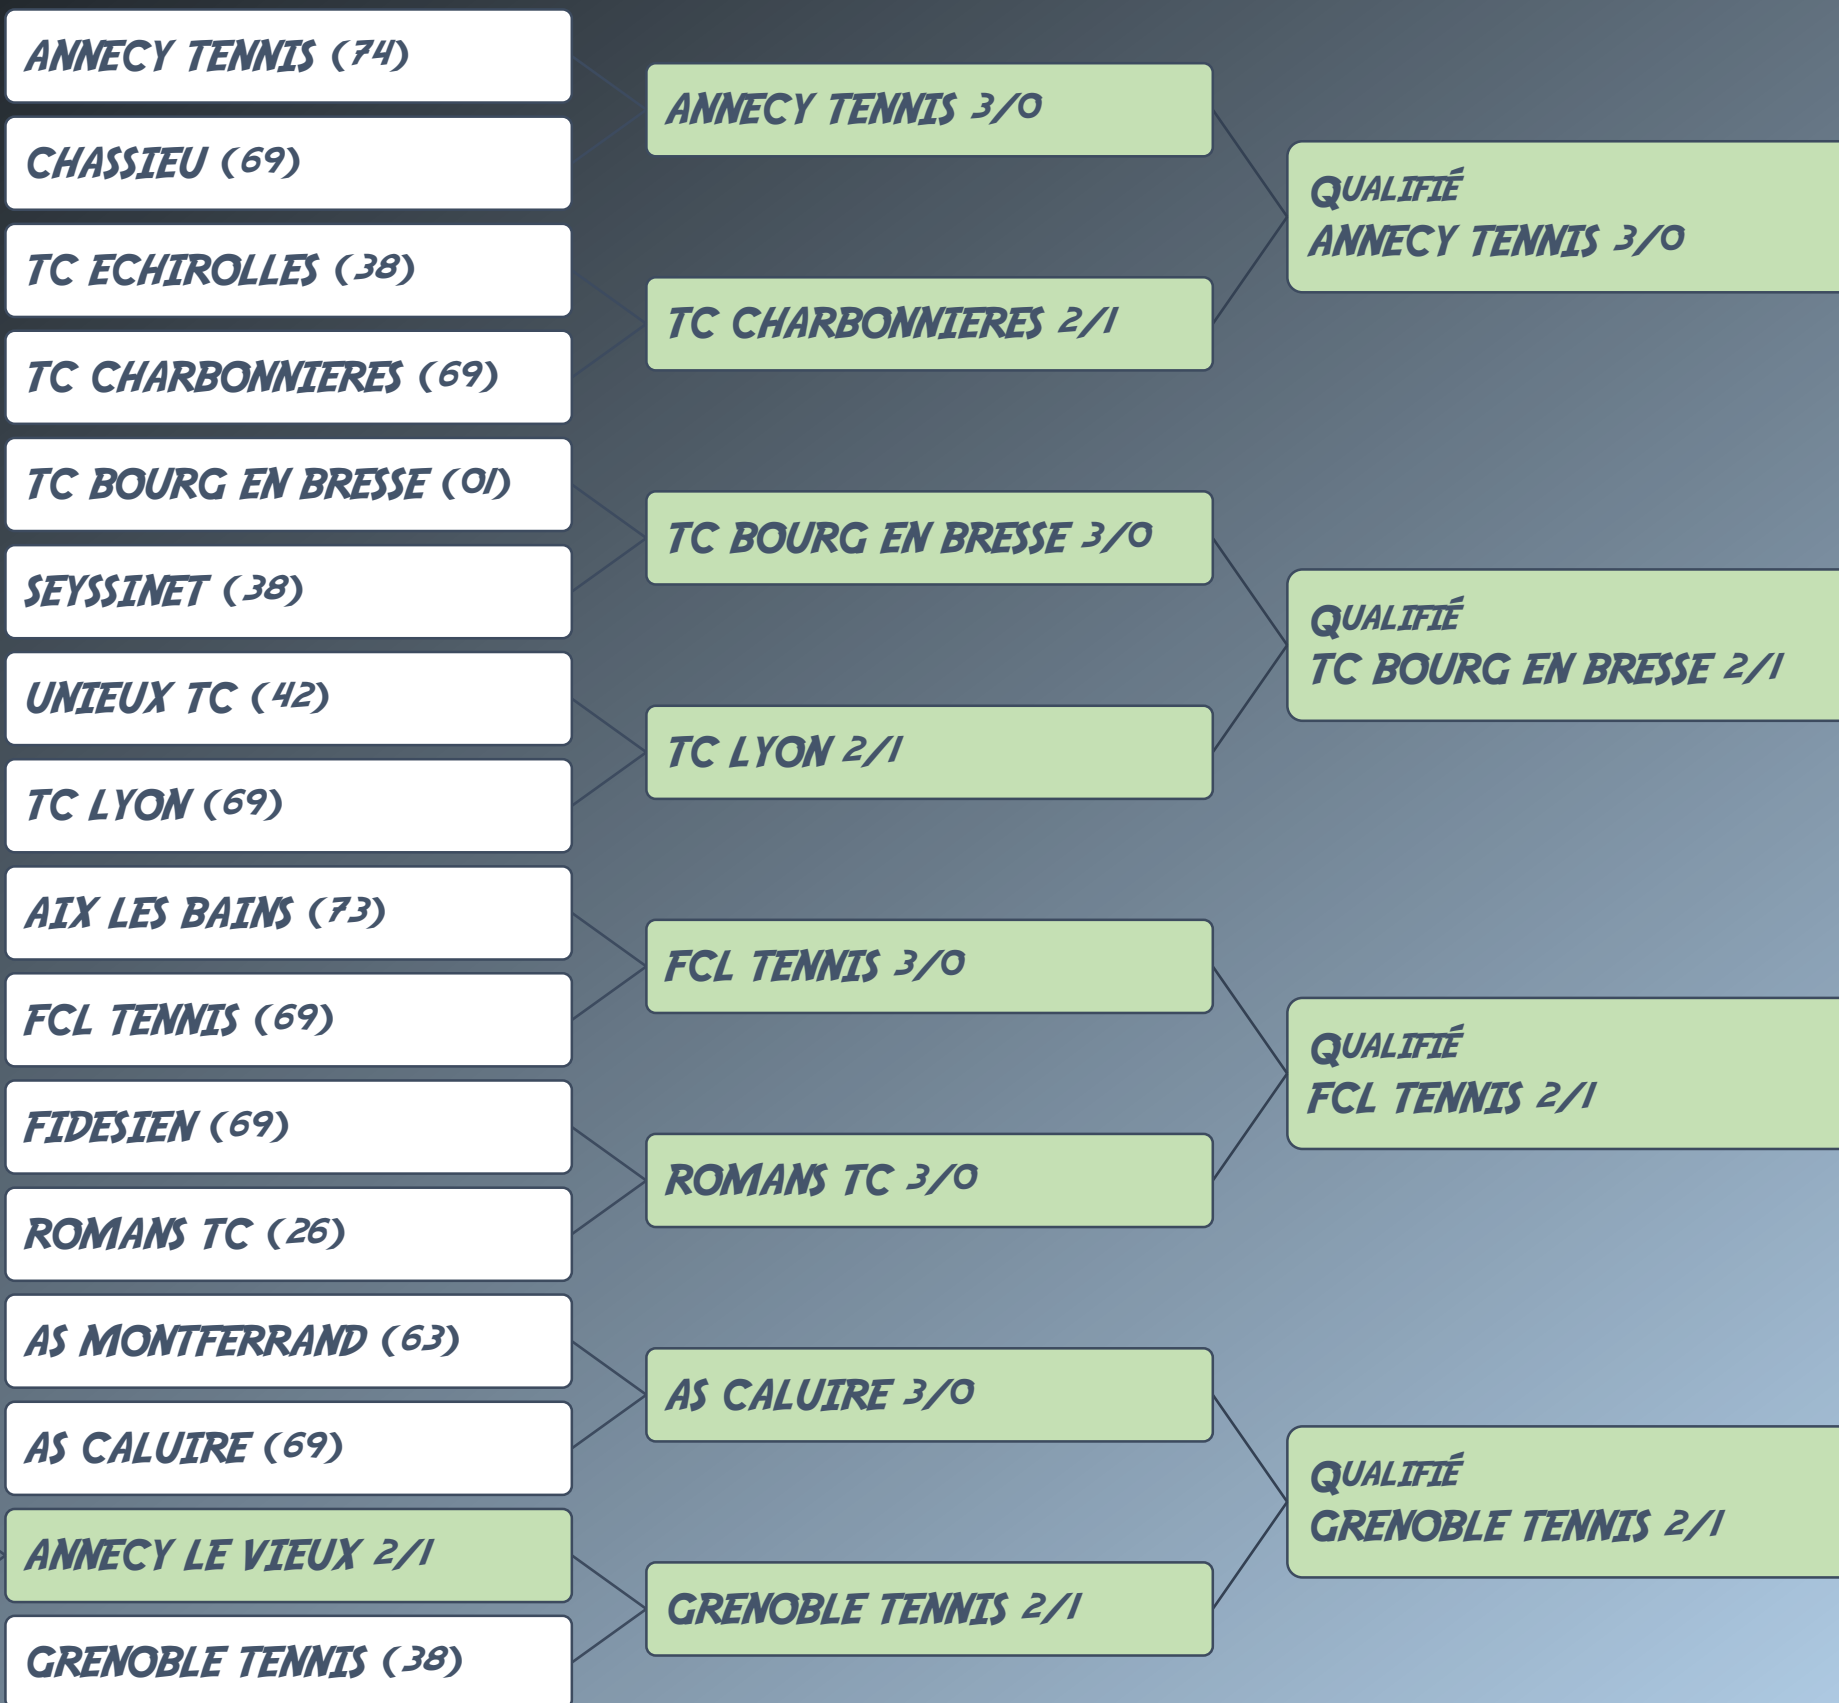 ANNECY TENNIS (74)
CHASSIEU (69)
TC ECHIROLLES (38)
TC CHARBONNIERES (69)
TC BOURG EN BRESSE (01)
SEYSSINET (38)
UNIEUX TC (42)
TC LYON (69)
AIX LES BAINS (73)
FCL TENNIS (69)
FIDESIEN (69)
ROMANS TC (26)
AS MONTFERRAND (63)
AS CALUIRE (69)
ANNECY LE VIEUX 2/1
GRENOBLE TENNIS (38)
ANNECY TENNIS 3/0
TC CHARBONNIERES 2/1
TC BOURG EN BRESSE 3/0
TC LYON 2/1
FCL TENNIS 3/0
ROMANS TC 3/0
AS CALUIRE 3/0
GRENOBLE TENNIS 2/1
QUALIFIÉ
ANNECY TENNIS 3/0
QUALIFIÉ
TC BOURG EN BRESSE 2/1
QUALIFIÉ
FCL TENNIS 2/1
QUALIFIÉ
GRENOBLE TENNIS 2/1